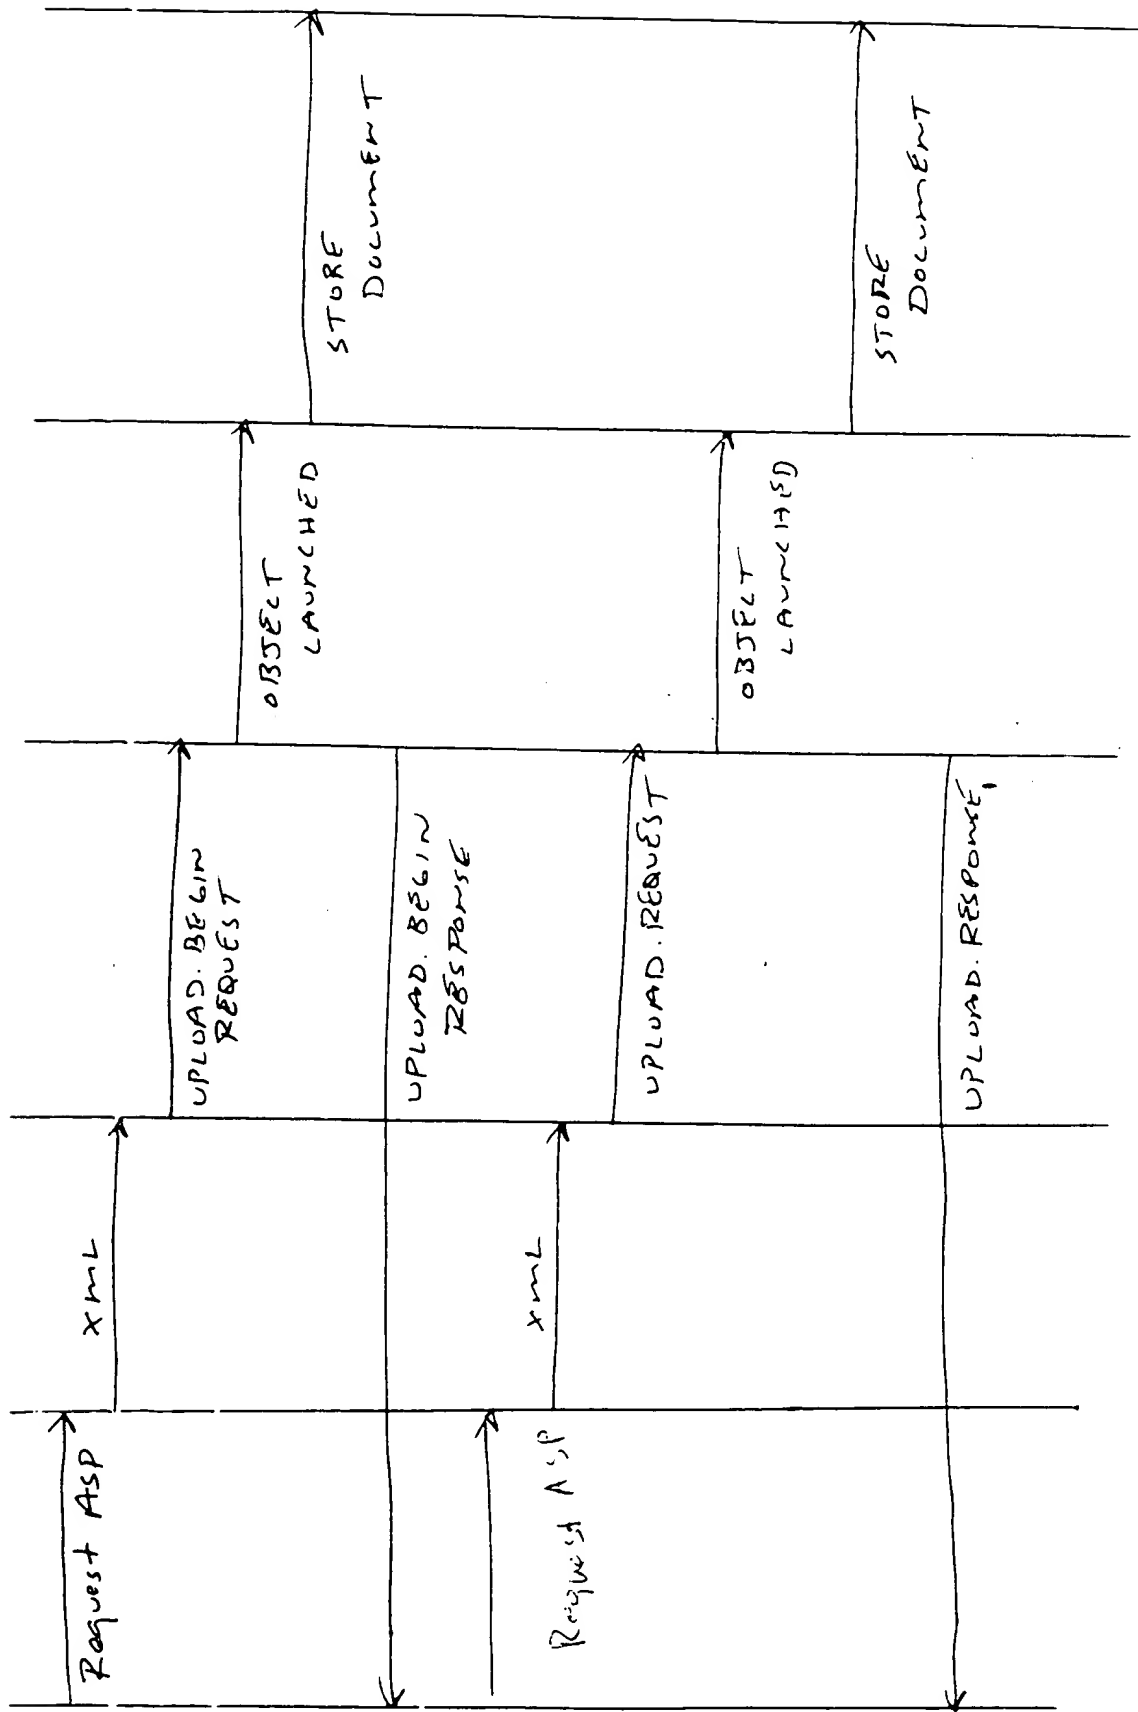 Request ASP
XML
UPLOAD.BEGIN
REQUEST
OBJECT
LAUNCHED
STORE
DOCUMENT
UPLOAD.BEGIN
RESPONSE
Request ASP
XML
UPLOAD.REQUEST
OBJECT
LAUNCHED
STORE
DOCUMENT
UPLOAD.RESPONSE